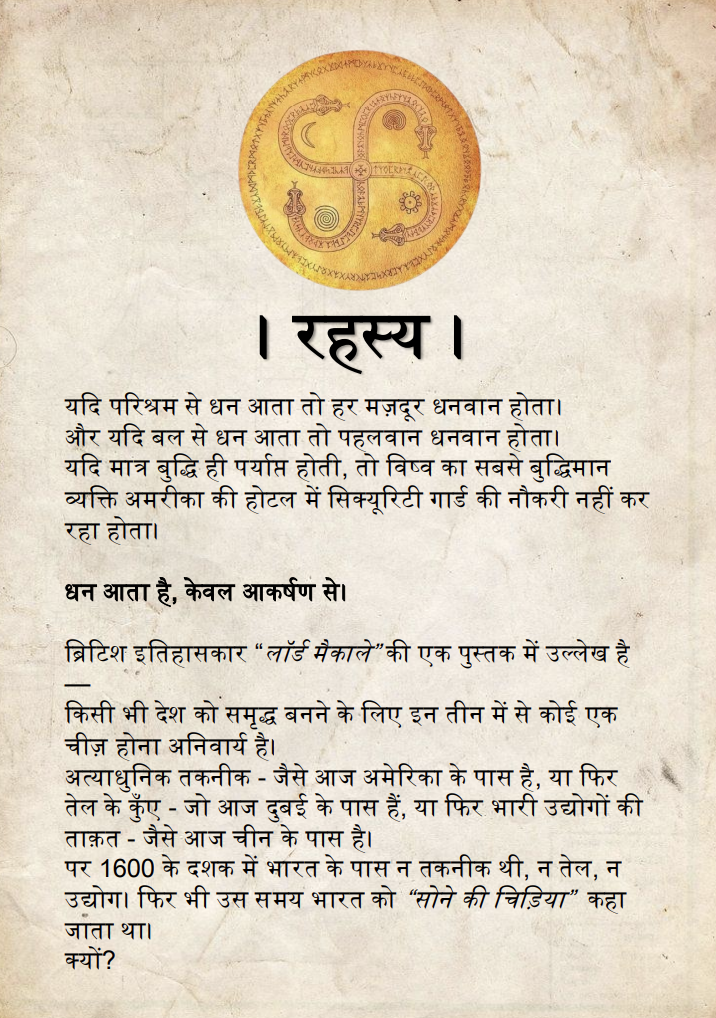 । रहस्य ।
यदि परिश्रम से धन आता तो हर मज़दूर धनवान होता।
और यदि बल से धन आता तो पहलवान धनवान होता।
यदि मात्र बुद्धि ही पर्याप्त होती, तो विष्व का सबसे बुद्धिमान
व्यक्ति अमरीका की होटल में सिक्यूरिटी गार्ड की नौकरी नहीं कर
रहा होता।
धन आता है, केवल आकर्षण से।
ब्रिटिश इतिहासकार “लॉर्ड मैकाले” की एक पुस्तक में उल्लेख है
—
किसी भी देश को समृद्ध बनने के लिए इन तीन में से कोई एक
चीज़ होना अनिवार्य है।
अत्याधुनिक तकनीक - जैसे आज अमेरिका के पास है, या फिर
तेल के कुँए - जो आज दुबई के पास हैं, या फिर भारी उद्योगों की
ताक़त - जैसे आज चीन के पास है।
पर 1600 के दशक में भारत के पास न तकनीक थी, न तेल, न
उद्योग। फिर भी उस समय भारत को “सोने की चिड़िया” कहा
जाता था।
क्यों?